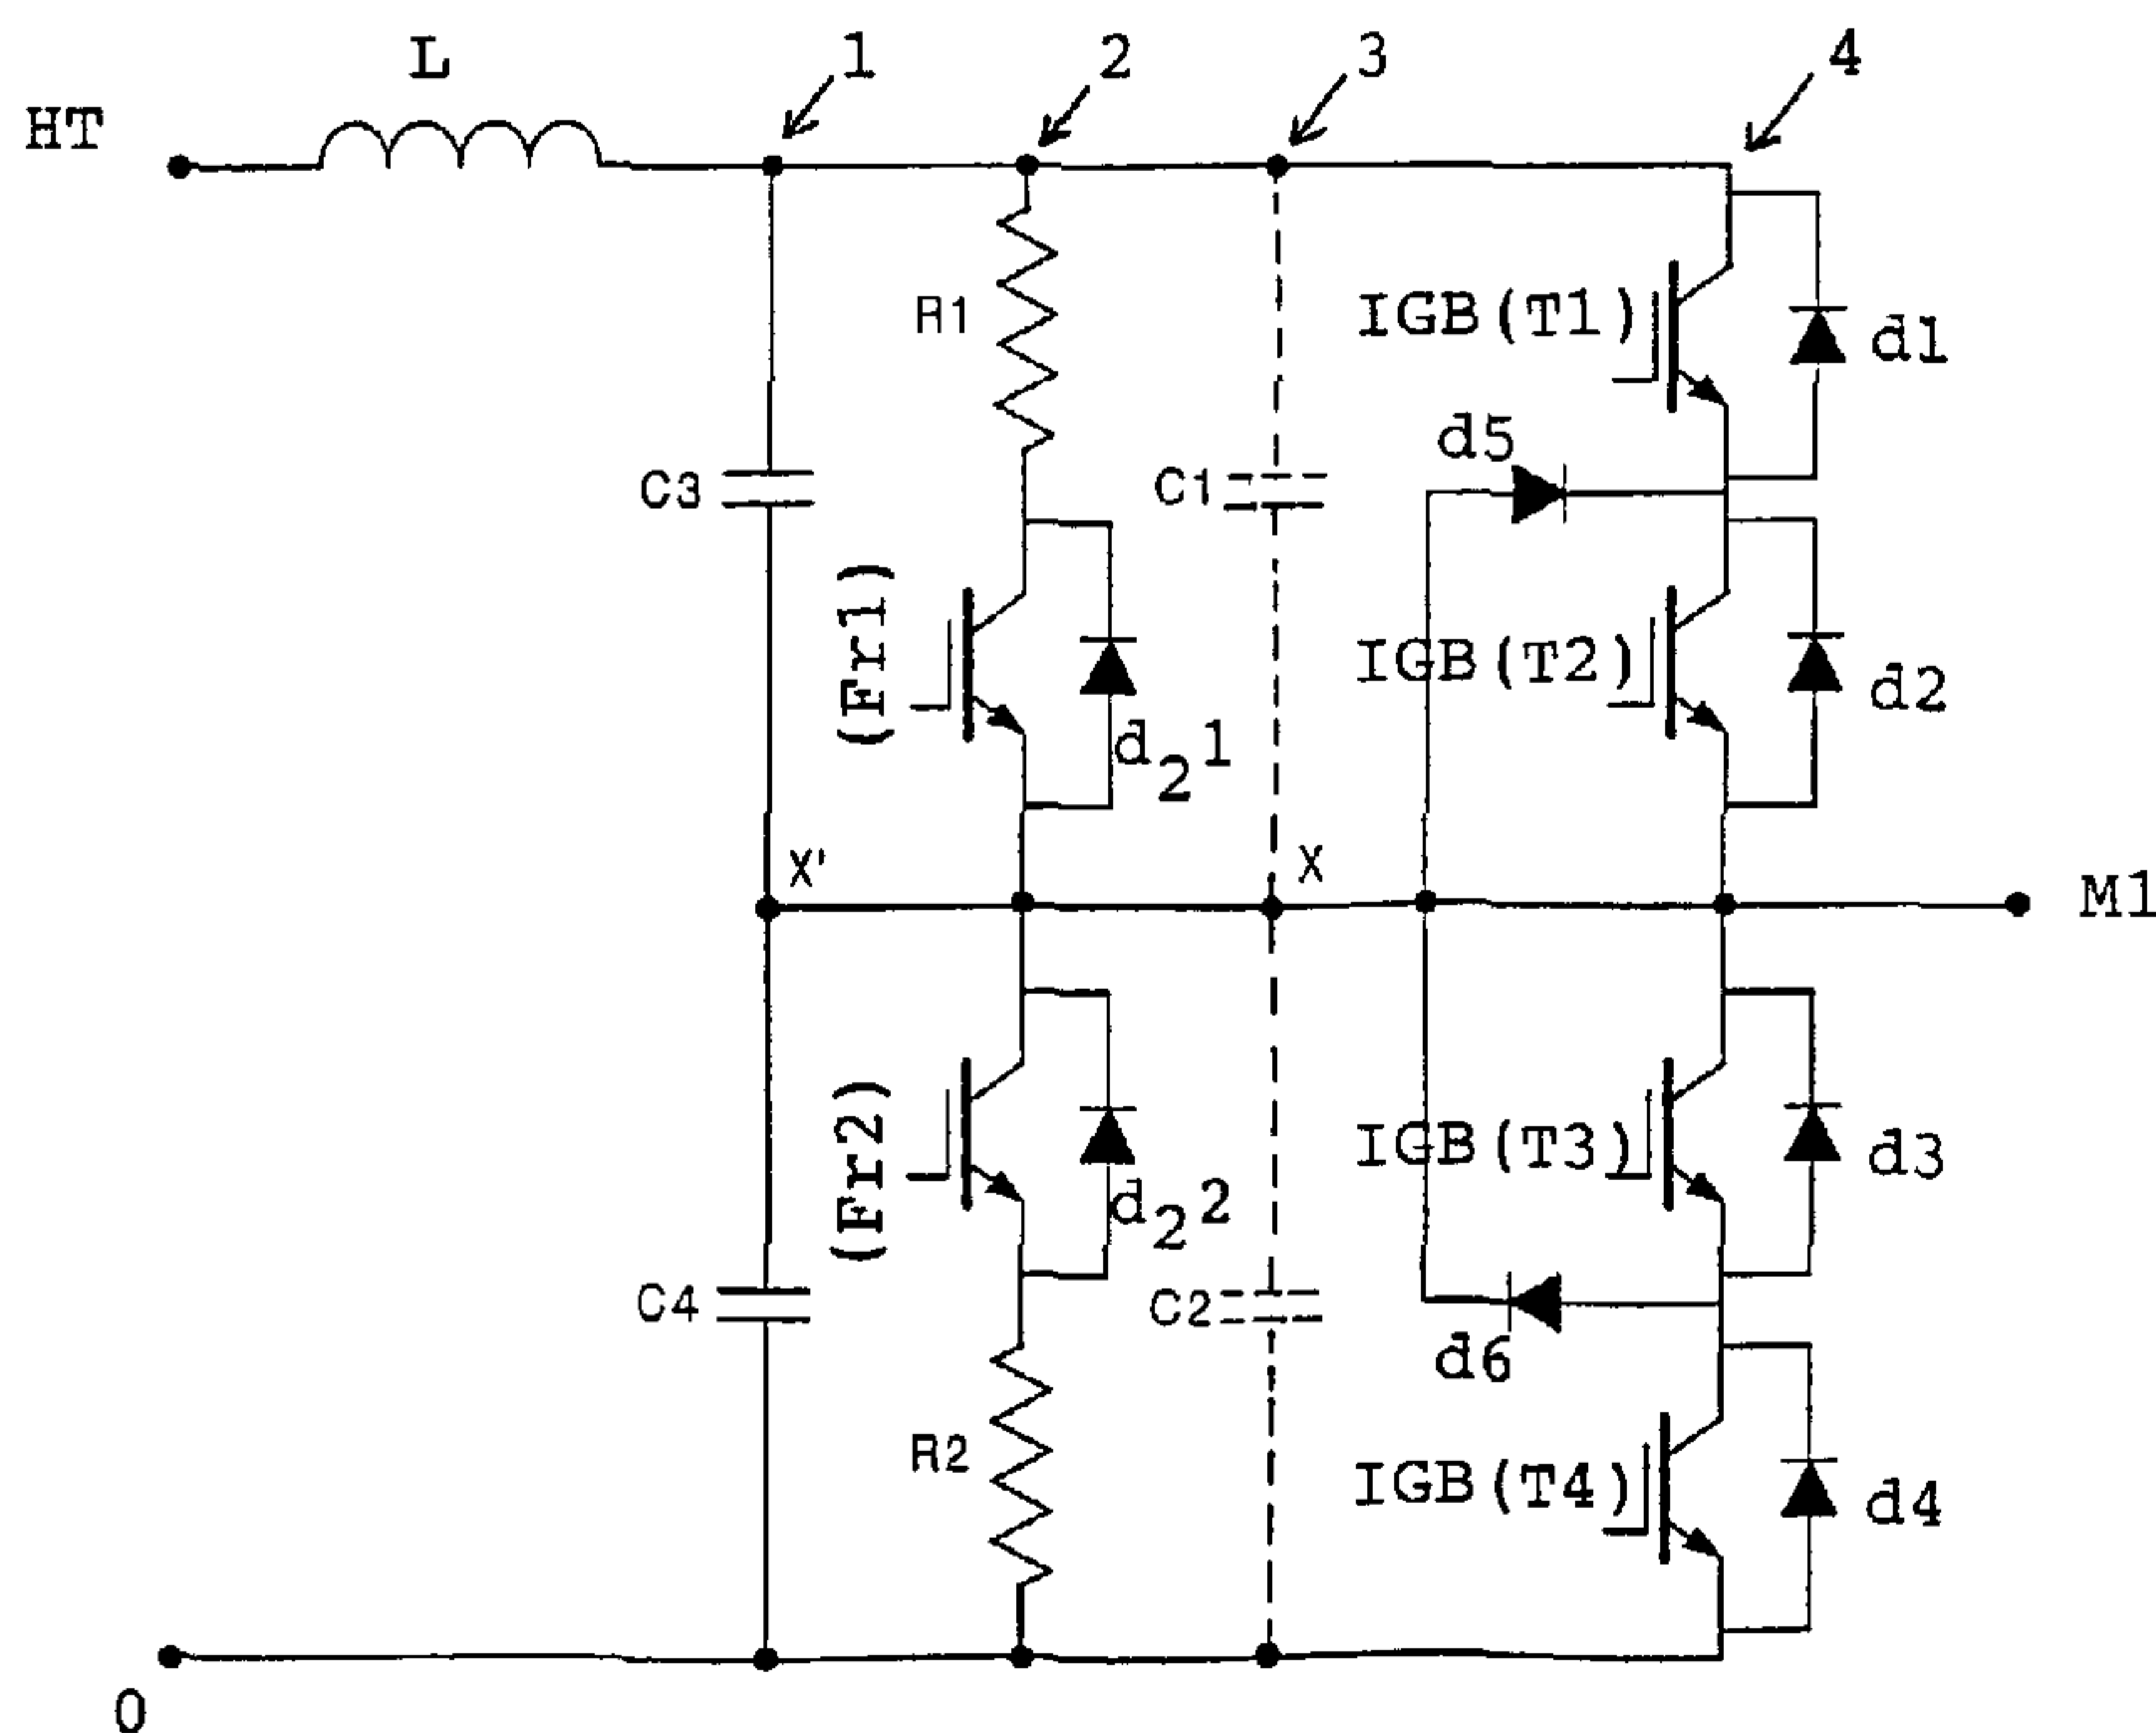 L
1
2
3
4
HT
R1
IGB(T1)
d1
d5
C3
C1
(Fr1)
IGB(T2)
d2
d21
X'
X
M1
(Fr2)
IGB(T3)
d3
d22
C4
C2
d6
R2
IGB(T4)
d4
0